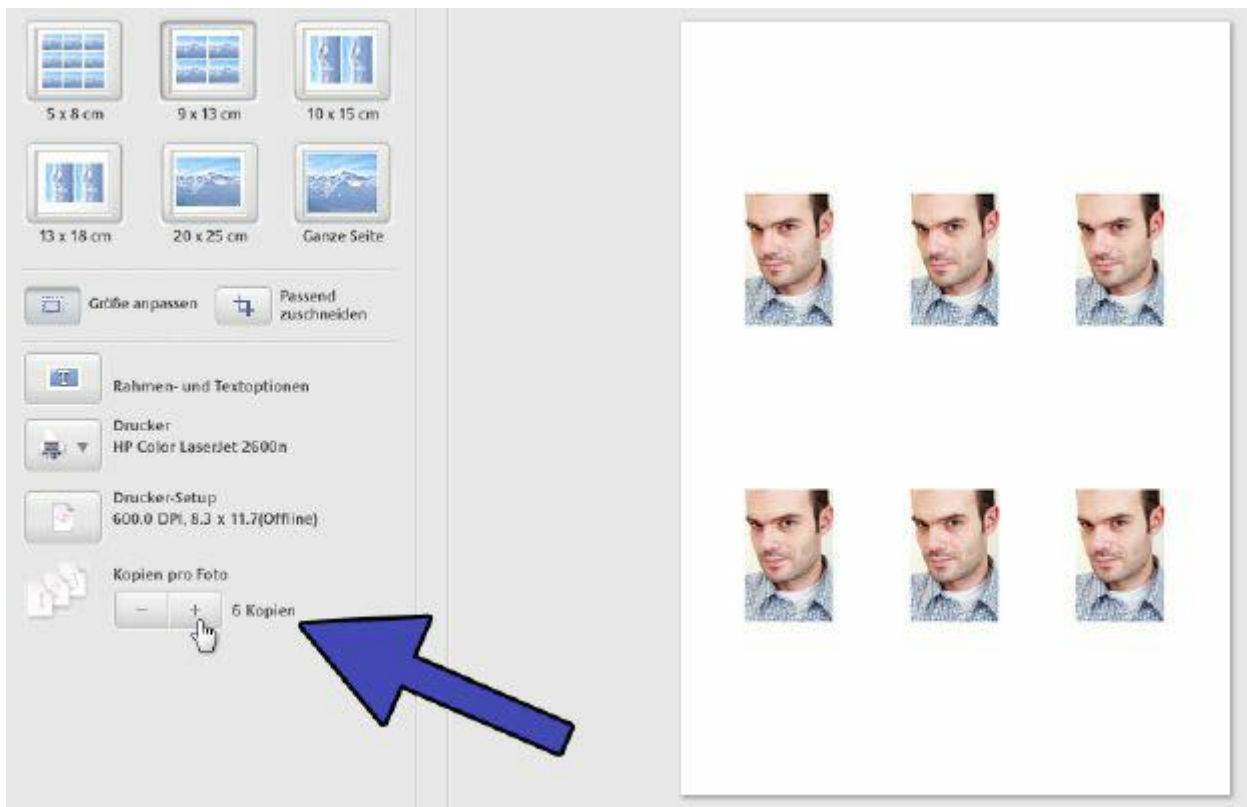 5 x 8 cm
9 x 13 cm
10 x 15 cm
13 x 18 cm
20 x 25 cm
Ganze Seite
Größe anpassen
Passend
zuschneiden
T
Rahmen- und Textoptionen
Drucker
HP Color LaserJet 2600n
Drucker-Setup
600.0 DPI, 8.3 x 11.7(Offline)
Kopien pro Foto
− + 6 Kopien